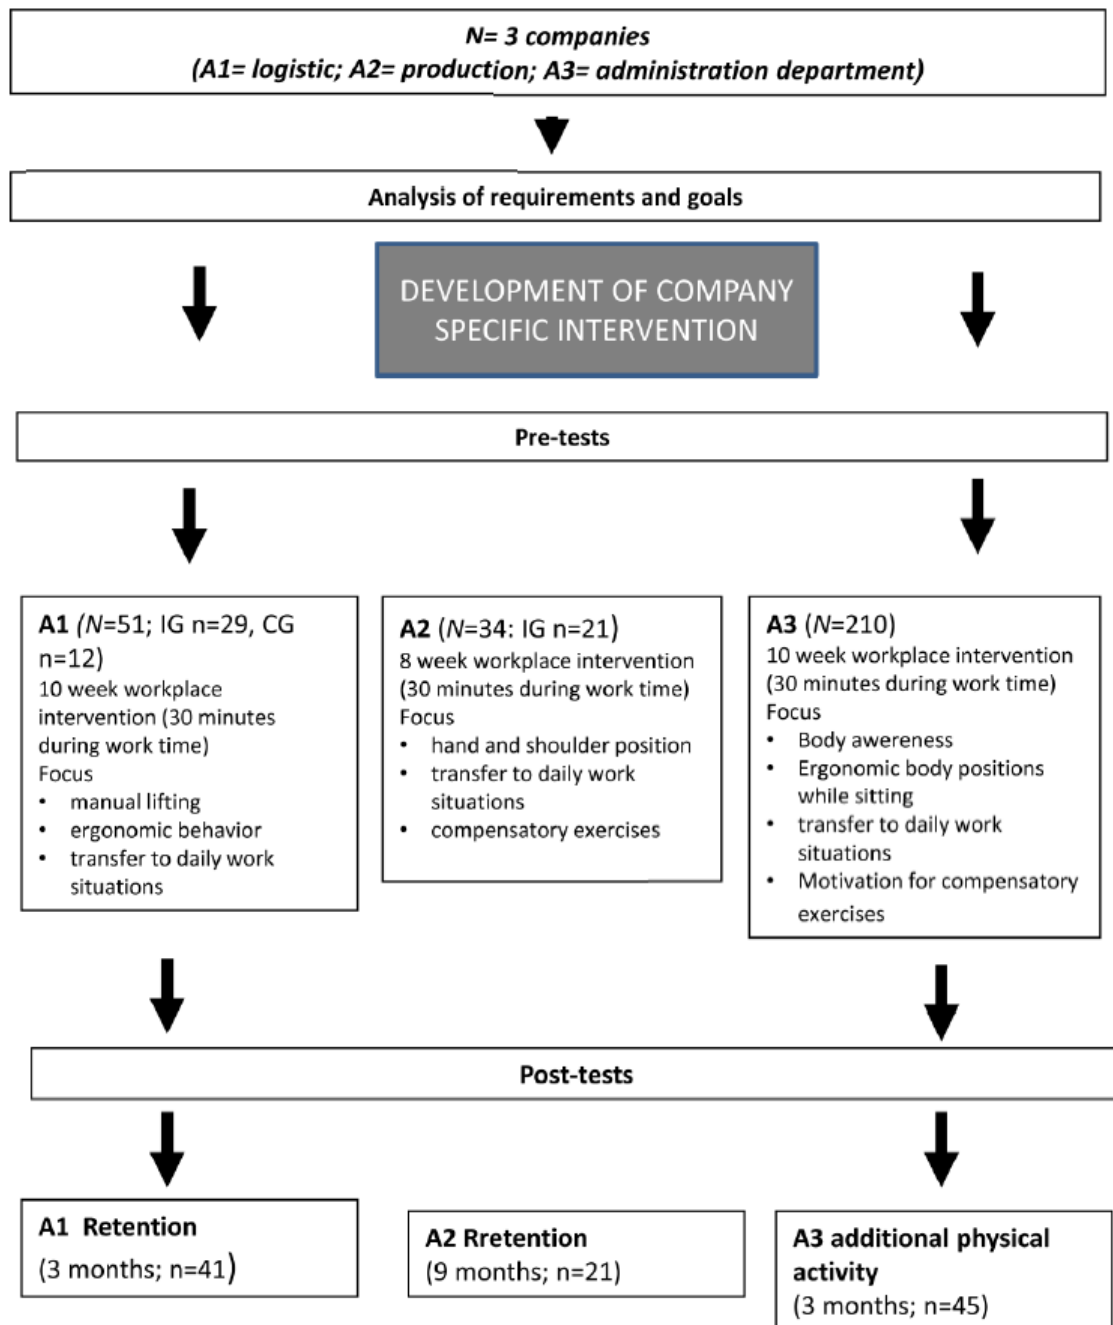 N= 3 companies
(A1= logistic; A2= production; A3= administration department)
Analysis of requirements and goals
DEVELOPMENT OF COMPANY
SPECIFIC INTERVENTION
Pre-tests
A1 (N=51; IG n=29, CG
n=12)
10 week workplace
intervention (30 minutes
during work time)
Focus
• manual lifting
• ergonomic behavior
• transfer to daily work
situations
A2 (N=34: IG n=21)
8 week workplace intervention
(30 minutes during work time)
Focus
• hand and shoulder position
• transfer to daily work
situations
• compensatory exercises
A3 (N=210)
10 week workplace intervention
(30 minutes during work time)
Focus
• Body awereness
• Ergonomic body positions
while sitting
• transfer to daily work
situations
• Motivation for compensatory
exercises
Post-tests
A1 Retention
(3 months; n=41)
A2 Rretention
(9 months; n=21)
A3 additional physical
activity
(3 months; n=45)